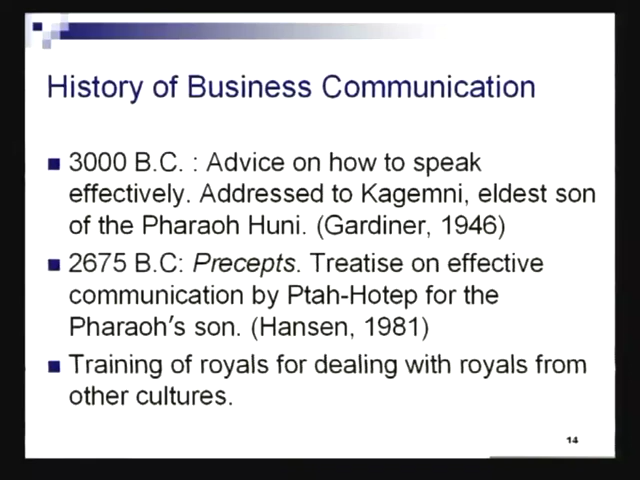 History of Business Communication
3000 B.C. : Advice on how to speak
effectively. Addressed to Kagemni, eldest son
of the Pharaoh Huni. (Gardiner, 1946)
2675 B.C: Precepts. Treatise on effective
communication by Ptah-Hotep for the
Pharaoh's son. (Hansen, 1981)
Training of royals for dealing with royals from
other cultures.
14